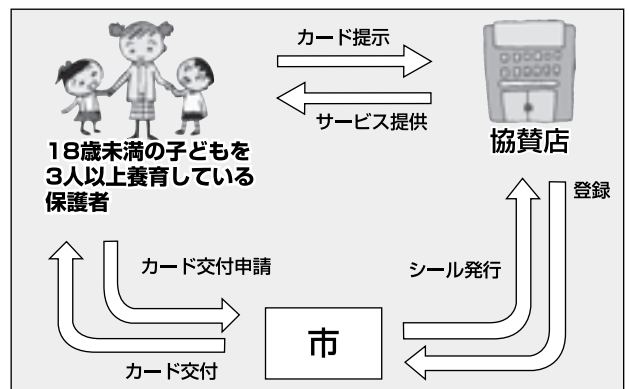 カード提示
サービス提供
協賛店
18歳未満の子どもを
3人以上養育している
保護者
登録
カード交付申請
シール発行
市
カード交付